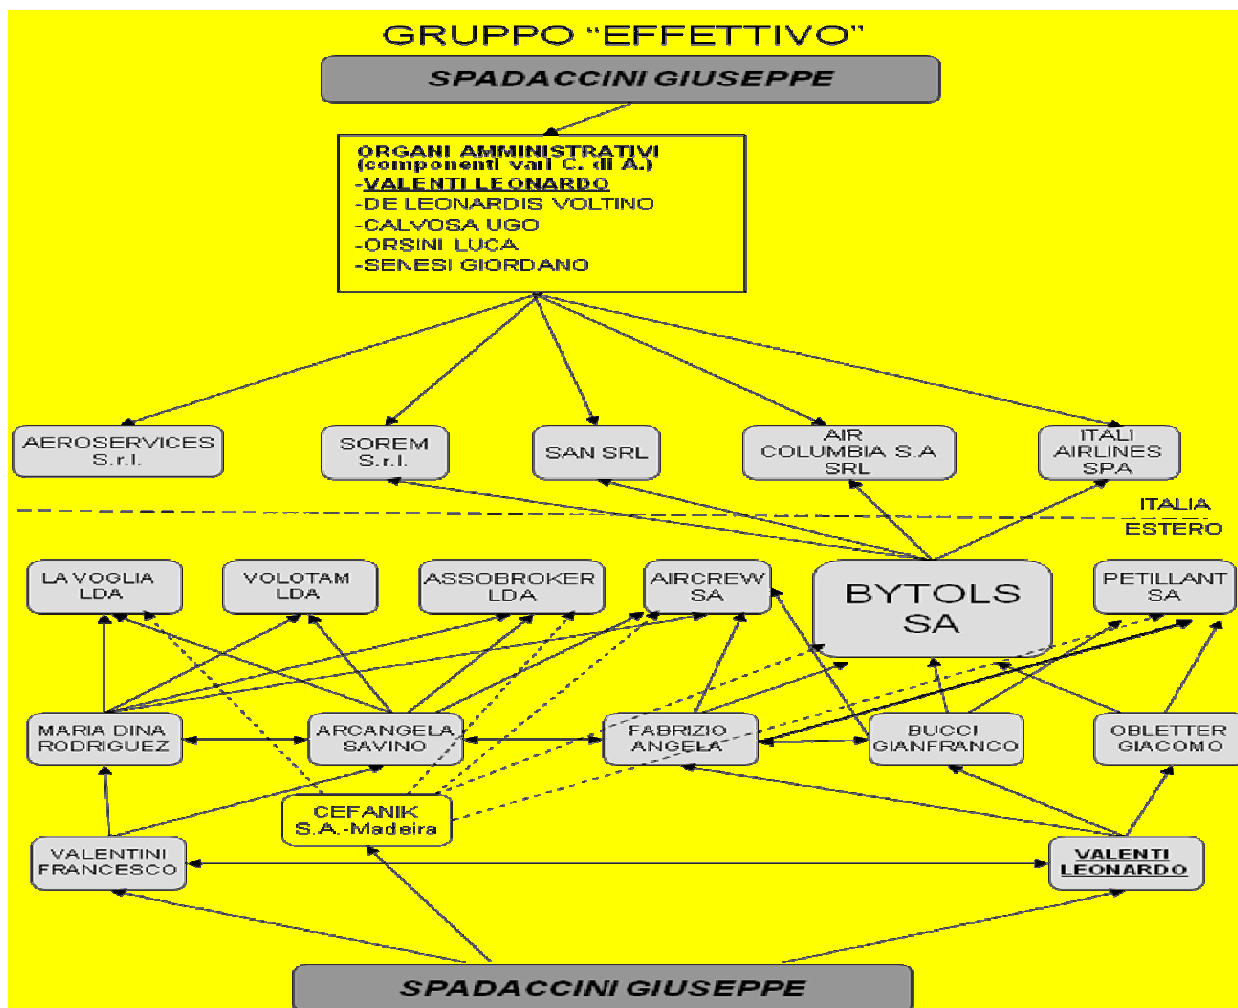 GRUPPO “EFFETTIVO”
SPADACCINI GIUSEPPE
ORGANI AMMINISTRATIVI
(componenti vari C. di A.)
-VALENTI LEONARDO
-DE LEONARDIS VOLTINO
-CALVOSA UGO
-ORSINI LUCA
-SENESI GIORDANO
AEROSERVICES
S.r.l.
SOREM
S.r.l.
SAN SRL
AIR
COLUMBIA S.A
SRL
ITALI
AIRLINES
SPA
ITALIA
ESTERO
LA VOGLIA
LDA
VOLOTAM
LDA
ASSOBROKER
LDA
AIRCREW
SA
BYTOLS
SA
PETILLANT
SA
MARIA DINA
RODRIGUEZ
ARCANGELA
SAVINO
FABRIZIO
ANGELA
BUCCI
GIANFRANCO
OBLETTER
GIACOMO
CEFANIK
S.A.-Madeira
VALENTINI
FRANCESCO
VALENTI
LEONARDO
SPADACCINI GIUSEPPE